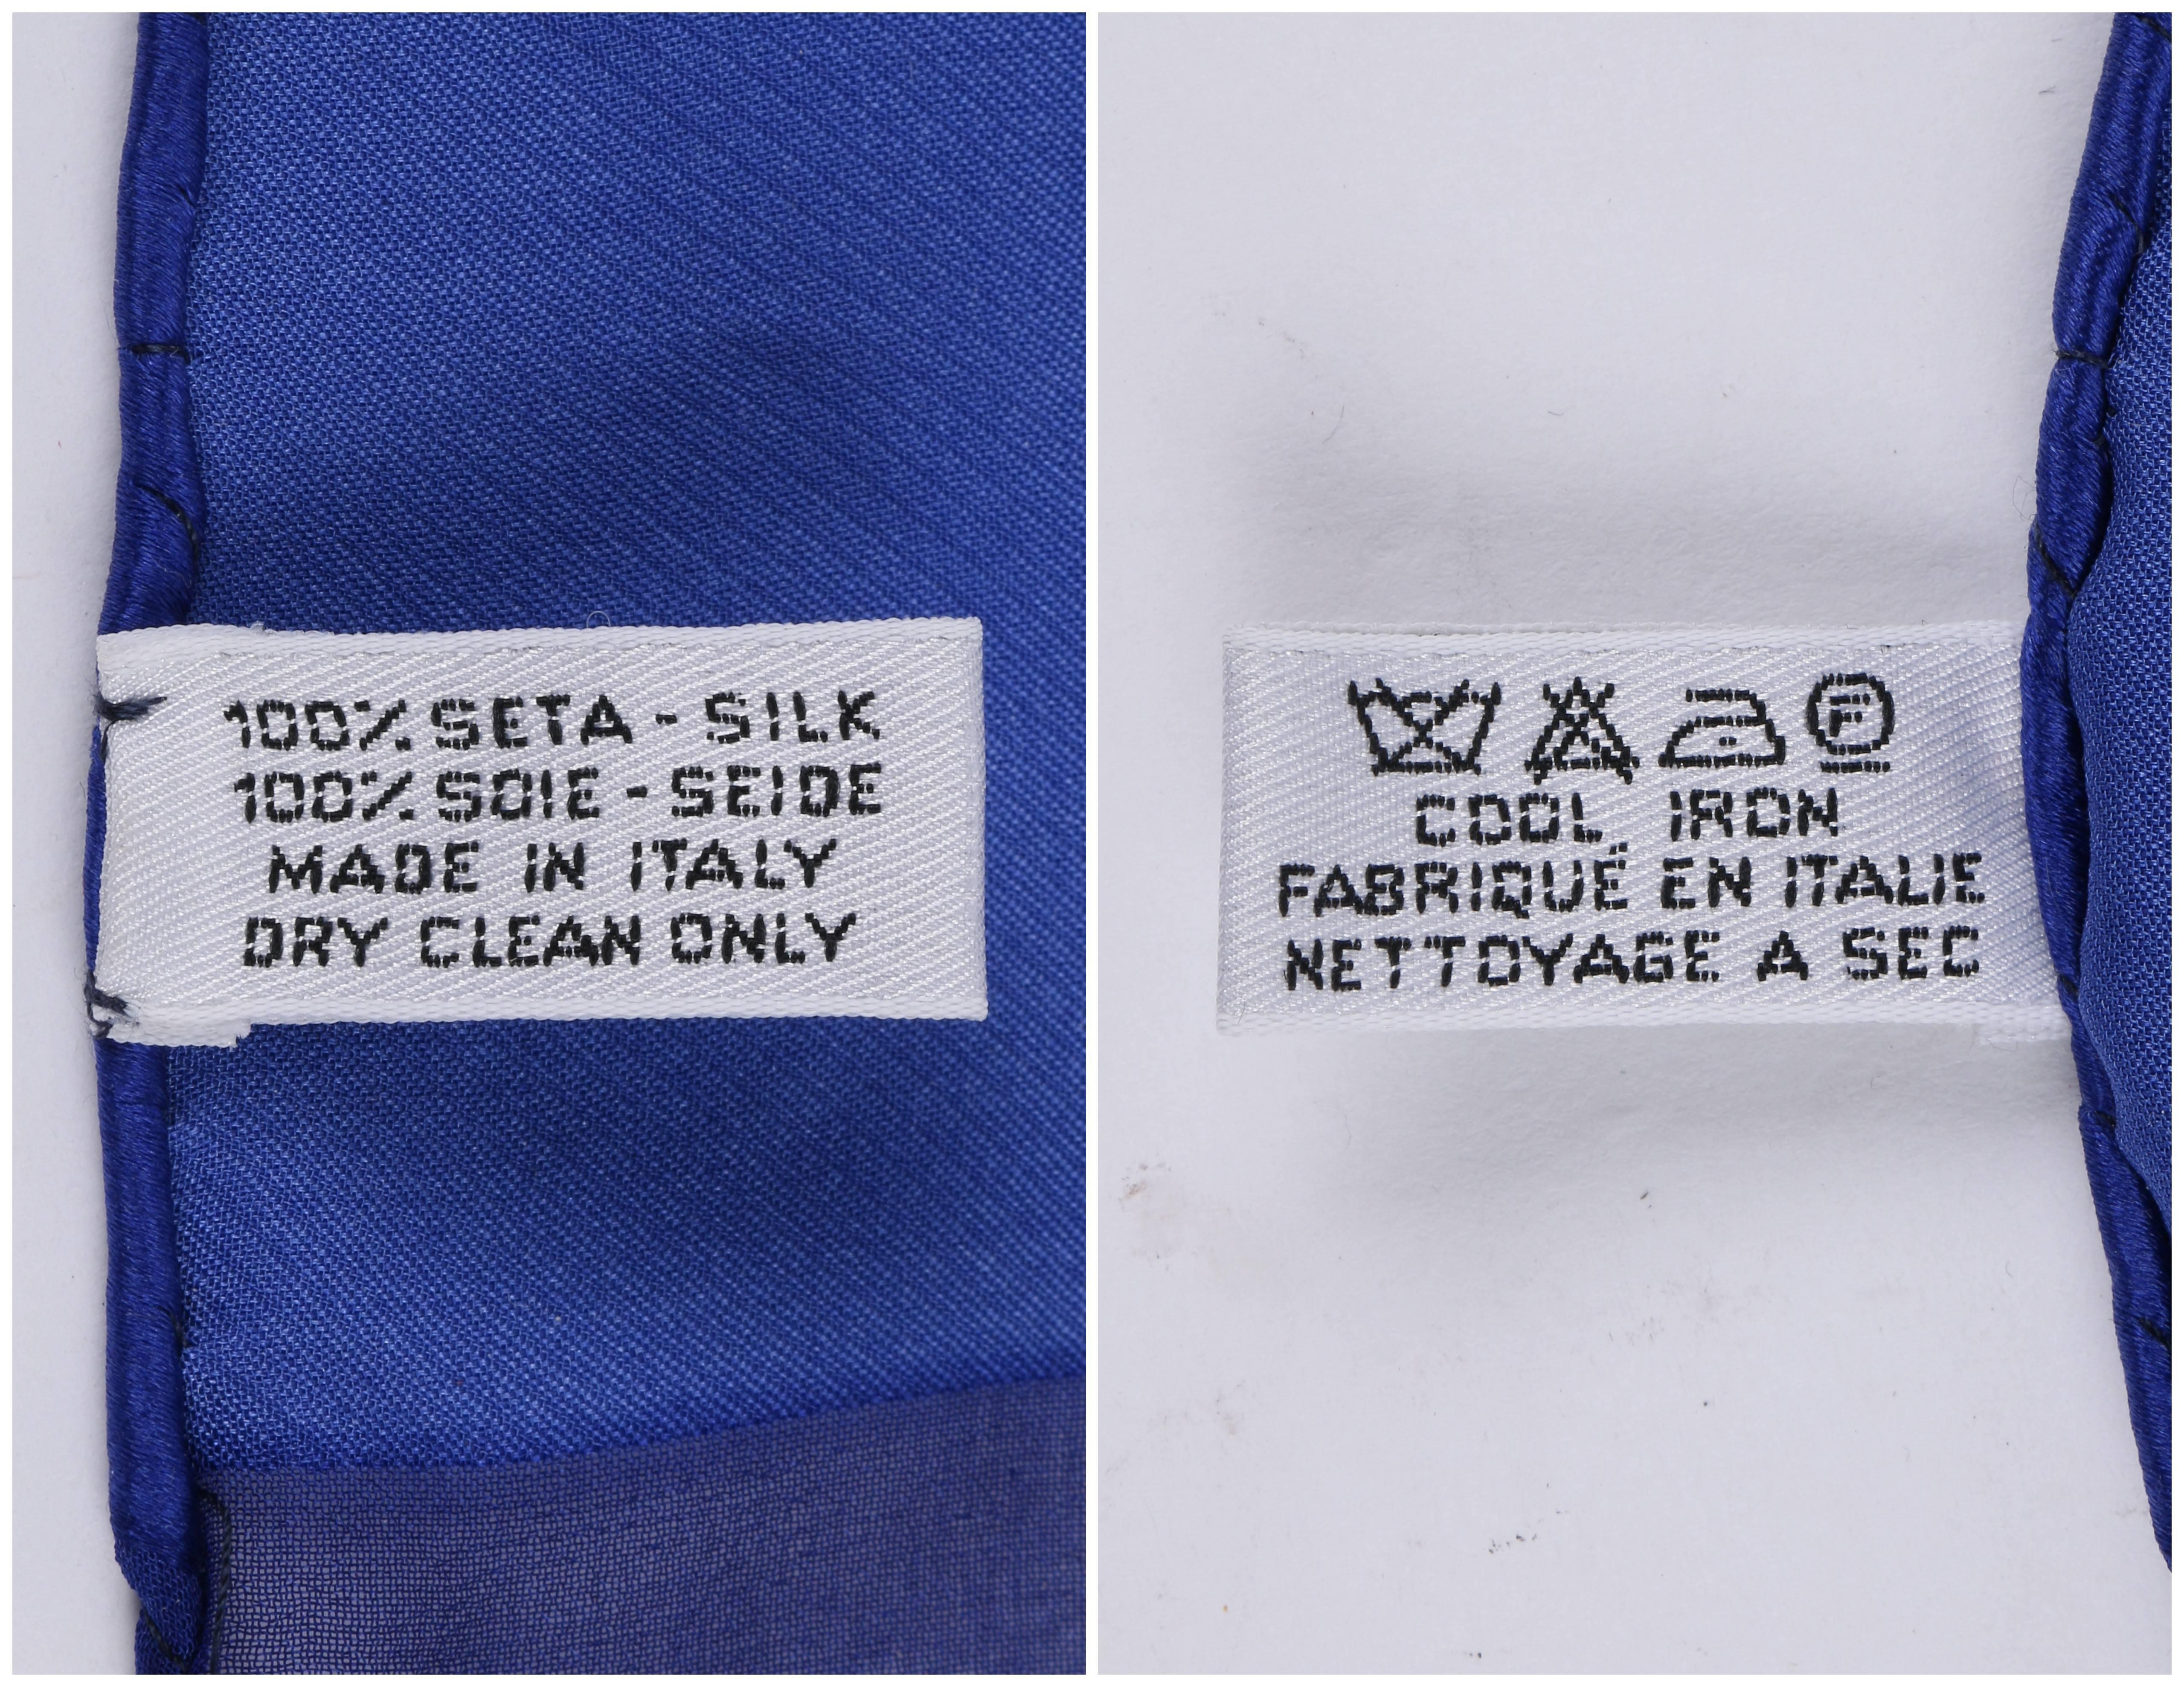 100% SETA - SILK
100% SOIE - SEIDE
MADE IN ITALY
DRY CLEAN ONLY
F
COOL IRON
FABRIQUÉ EN ITALIE
NETTOYAGE A SEC